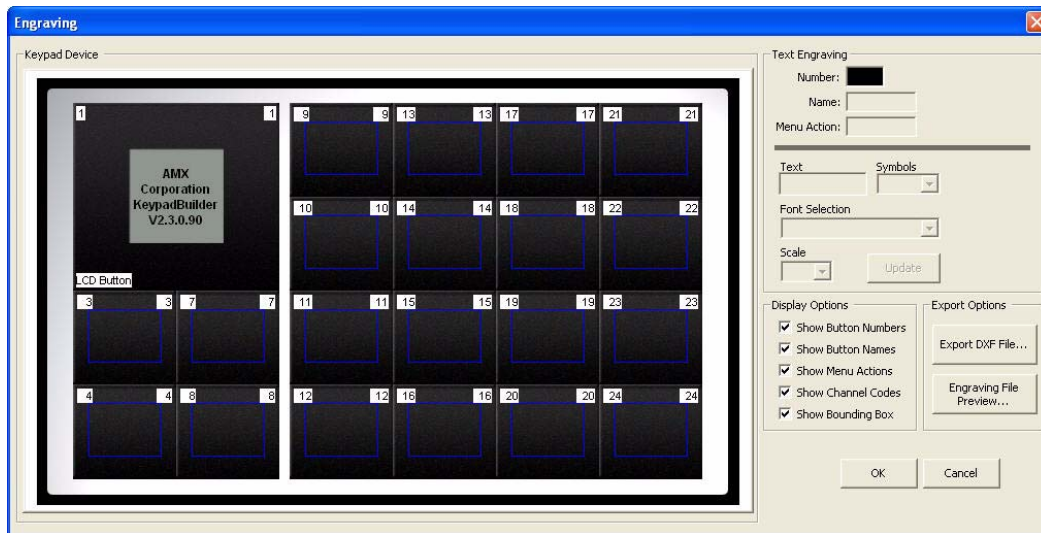 Engraving
Keypad Device
1 1
AMX
Corporation
KeypadBuilder
V2.3.0.90
LCD Button
3 3 7 7
4 4 8 8
9 9 13 13 17 17 21 21
10 10 14 14 18 18 22 22
11 11 15 15 19 19 23 23
12 12 16 16 20 20 24 24
Text Engraving
Number:
Name:
Menu Action:
Text Symbols
Font Selection
Scale
Update
Display Options
Show Button Numbers
Show Button Names
Show Menu Actions
Show Channel Codes
Show Bounding Box
Export Options
Export DXF File...
Engraving File
Preview...
OK Cancel